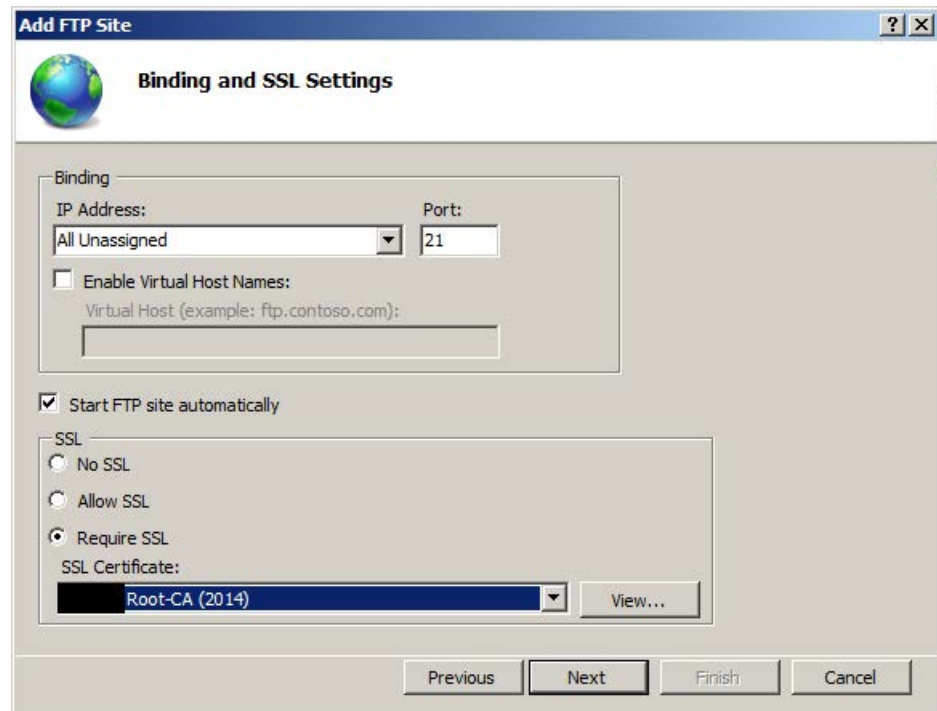 Add FTP Site
Binding and SSL Settings
Binding
IP Address:
Port:
All Unassigned
21
Enable Virtual Host Names:
Virtual Host (example: ftp.contoso.com):
Start FTP site automatically
SSL
No SSL
Allow SSL
Require SSL
SSL Certificate:
Root-CA (2014)
View...
Previous
Next
Finish
Cancel